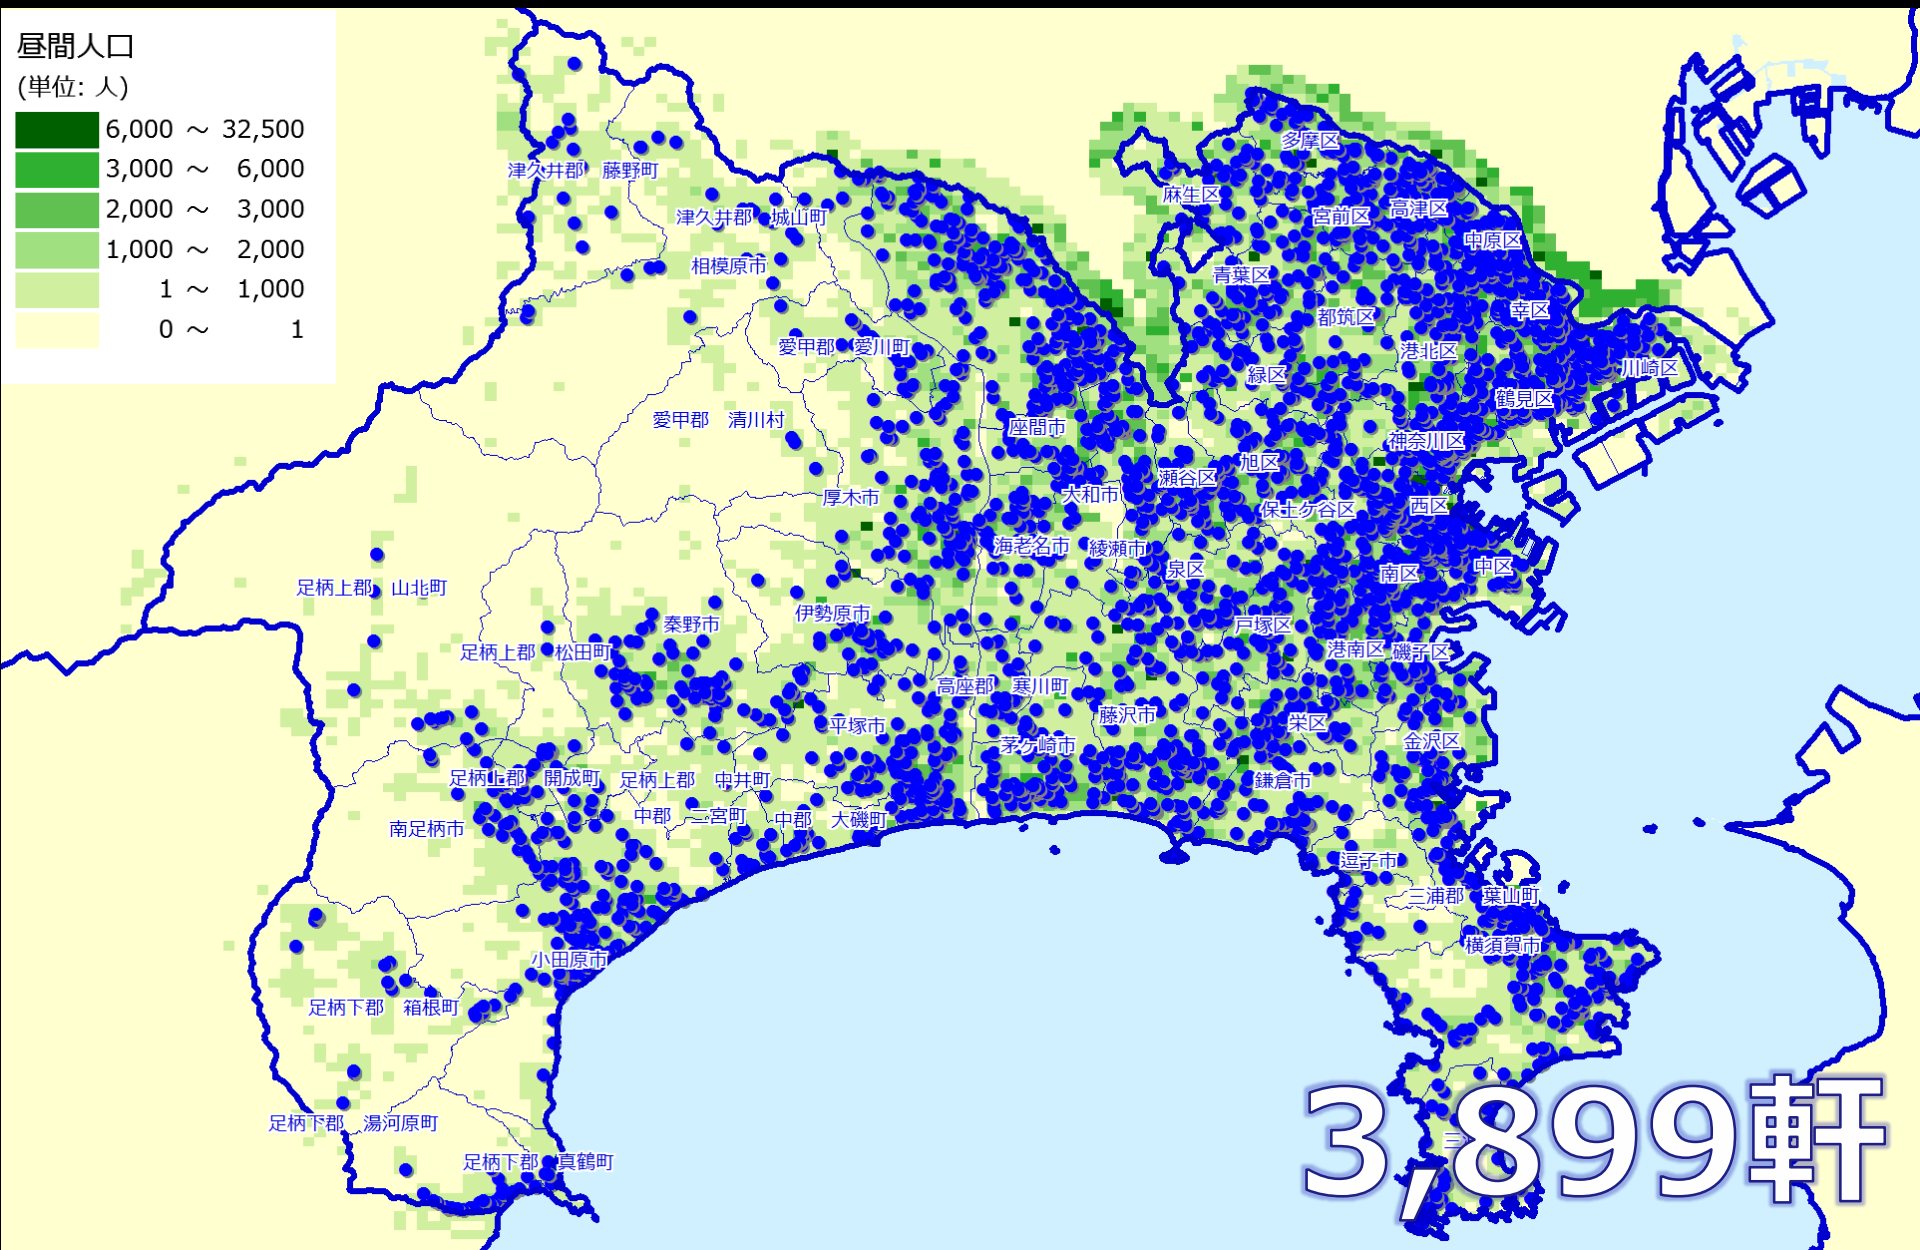 昼間人口
(単位: 人)
6,000 ～ 32,500
3,000 ～ 6,000
2,000 ～ 3,000
1,000 ～ 2,000
1 ～ 1,000
0 ～ 1
多摩区
津久井郡 藤野町
麻生区
宮前区
高津区
津久井郡 城山町
中原区
相模原市
青葉区
幸区
都筑区
愛甲郡 愛川町
港北区
川崎区
緑区
鶴見区
愛甲郡 清川村
座間市
神奈川区
旭区
瀬谷区
厚木市
大和市
保土ケ谷区
西区
海老名市
綾瀬市
泉区
南区
中区
足柄上郡 山北町
伊勢原市
秦野市
戸塚区
足柄上郡 松田町
港南区
磯子区
高座郡 寒川町
藤沢市
平塚市
栄区
茅ケ崎市
金沢区
足柄上郡 開成町
足柄上郡 中井町
鎌倉市
中郡 二宮町
中郡 大磯町
南足柄市
逗子市
三浦郡 葉山町
横須賀市
小田原市
足柄下郡 箱根町
足柄下郡 湯河原町
三
足柄下郡 真鶴町
3,899軒